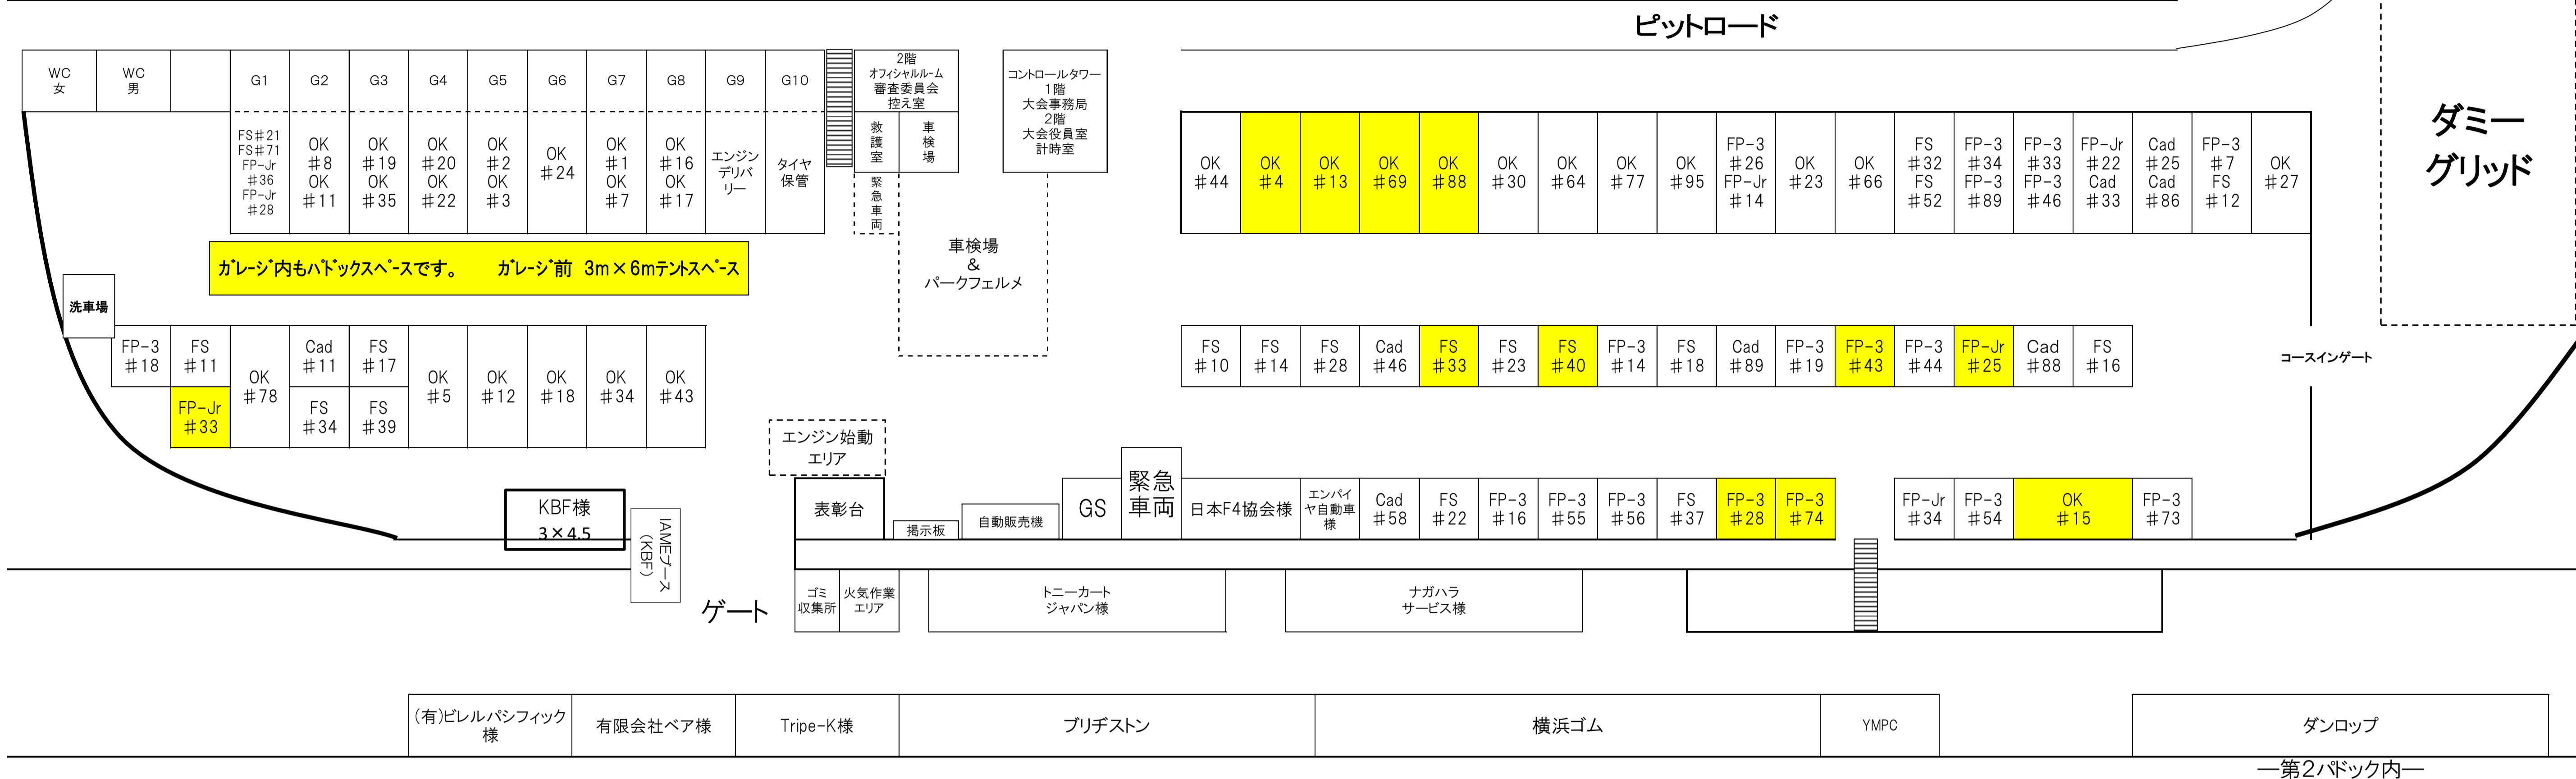 ピットロード
WC
女
WC
男
G1
G2
G3
G4
G5
G6
G7
G8
G9
G10
2階
オフィシャルルーム
審査委員会
控え室
コントロールタワー
1階
大会事務局
2階
大会役員室
計時室
ダミー
グリッド
FS♯21
FS♯71
FP-Jr
♯36
FP-Jr
♯28
OK
♯8
OK
♯11
OK
♯19
OK
♯35
OK
♯20
OK
♯22
OK
♯2
OK
♯3
OK
♯24
OK
♯1
OK
♯7
OK
♯16
OK
♯17
エンジン
デリバ
リー
タイヤ
保管
救護室
車検場
緊急車両
車検場
&
パークフェルメ
OK
♯44
OK
♯4
OK
♯13
OK
♯69
OK
♯88
OK
♯30
OK
♯64
OK
♯77
OK
♯95
FP-3
♯26
FP-Jr
♯14
OK
♯23
OK
♯66
FS
♯32
FS
♯52
FP-3
♯34
FP-3
♯89
FP-3
♯33
FP-3
♯46
FP-Jr
♯22
Cad
♯33
Cad
♯25
Cad
♯86
FP-3
♯7
FS
♯12
OK
♯27
ｶﾞﾚｰｼﾞ内もﾊﾟﾄﾞｯｸｽﾍﾟｰｽです。 ｶﾞﾚｰｼﾞ前 3m×6mﾃﾝﾄｽﾍﾟｰｽ
洗車場
FP-3
♯18
FS
♯11
FP-Jr
♯33
OK
♯78
Cad
♯11
FS
♯34
FS
♯17
FS
♯39
OK
♯5
OK
♯12
OK
♯18
OK
♯34
OK
♯43
FS
♯10
FS
♯14
FS
♯28
Cad
♯46
FS
♯33
FS
♯23
FS
♯40
FP-3
♯14
FS
♯18
Cad
♯89
FP-3
♯19
FP-3
♯43
FP-3
♯44
FP-Jr
♯25
Cad
♯88
FS
♯16
コースインゲート
エンジン始動
エリア
KBF様
3×4.5
IAMEブース
(KBF)
表彰台
掲示板
自動販売機
GS
緊急
車両
日本F4協会様
エンパイ
ヤ自動車
様
Cad
♯58
FS
♯22
FP-3
♯16
FP-3
♯55
FP-3
♯56
FS
♯37
FP-3
♯28
FP-3
♯74
FP-Jr
♯34
FP-3
♯54
OK
♯15
FP-3
♯73
ゲート
ゴミ
収集所
火気作業
エリア
トニーカート
ジャパン様
ナガハラ
サービス様
(有)ビレルパシフィック
様
有限会社ベア様
Tripe-K様
ブリヂストン
横浜ゴム
YMPC
ダンロップ
―第2パドック内―